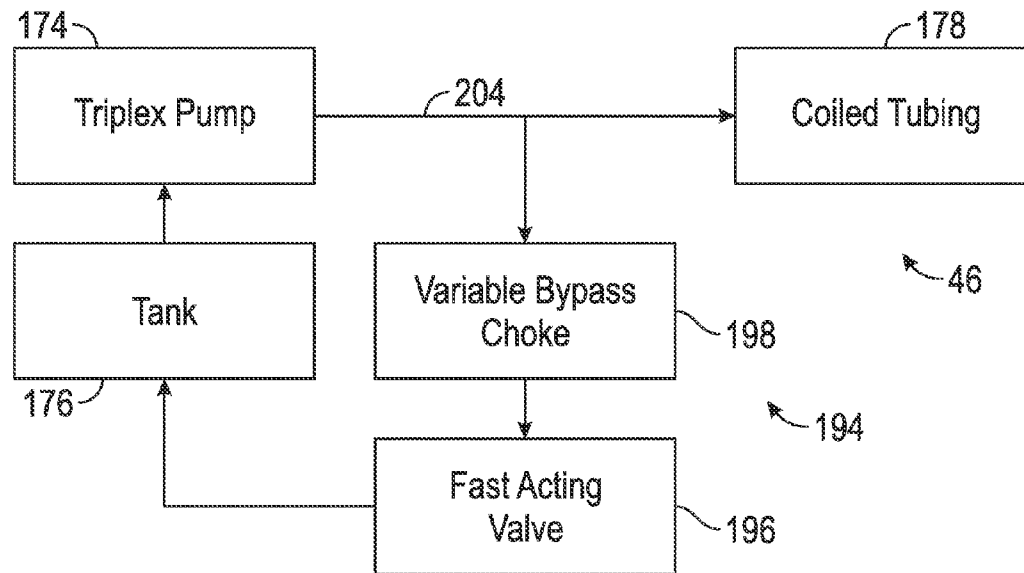 174
178
Triplex Pump
204
Coiled Tubing
Tank
Variable Bypass
Choke
46
198
176
194
Fast Acting
Valve
196